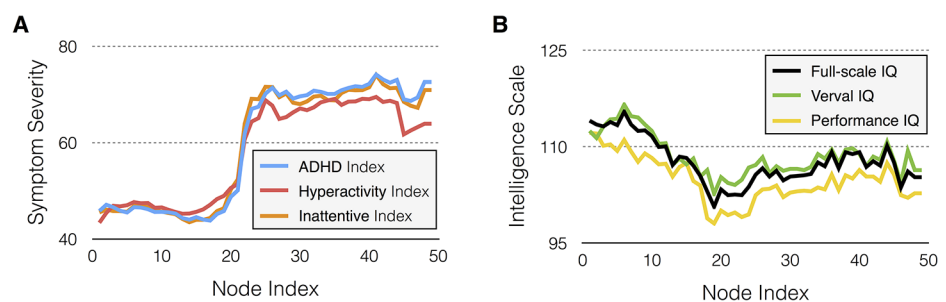 A
80
60
40
Symptom Severity
ADHD Index
Hyperactivity Index
Inattentive Index
0 10 20 30 40 50
Node Index
B
125
110
95
Intelligence Scale
Full-scale IQ
Verval IQ
Performance IQ
0 10 20 30 40 50
Node Index